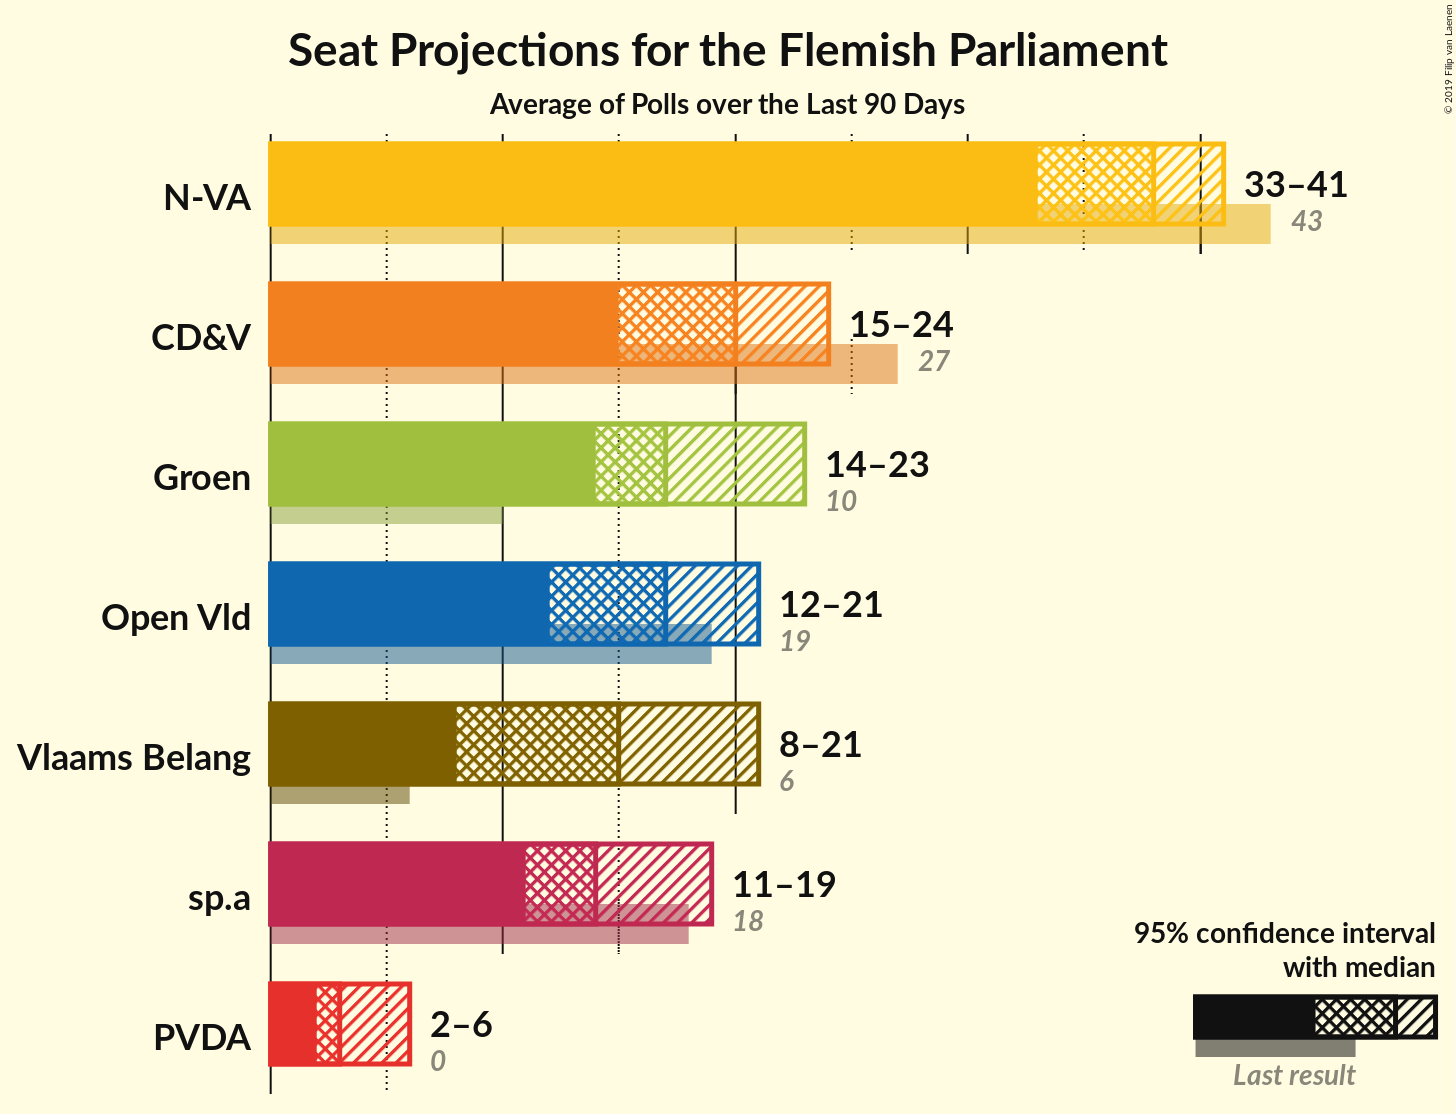 Seat Projections for the Flemish Parliament
Average of Polls over the Last 90 Days
© 2019 Filip van Laenen
N-VA
33–41
43
CD&V
15–24
27
Groen
14–23
10
Open Vld
12–21
19
Vlaams Belang
8–21
6
sp.a
11–19
18
PVDA
2–6
0
95% confidence interval
with median
Last result